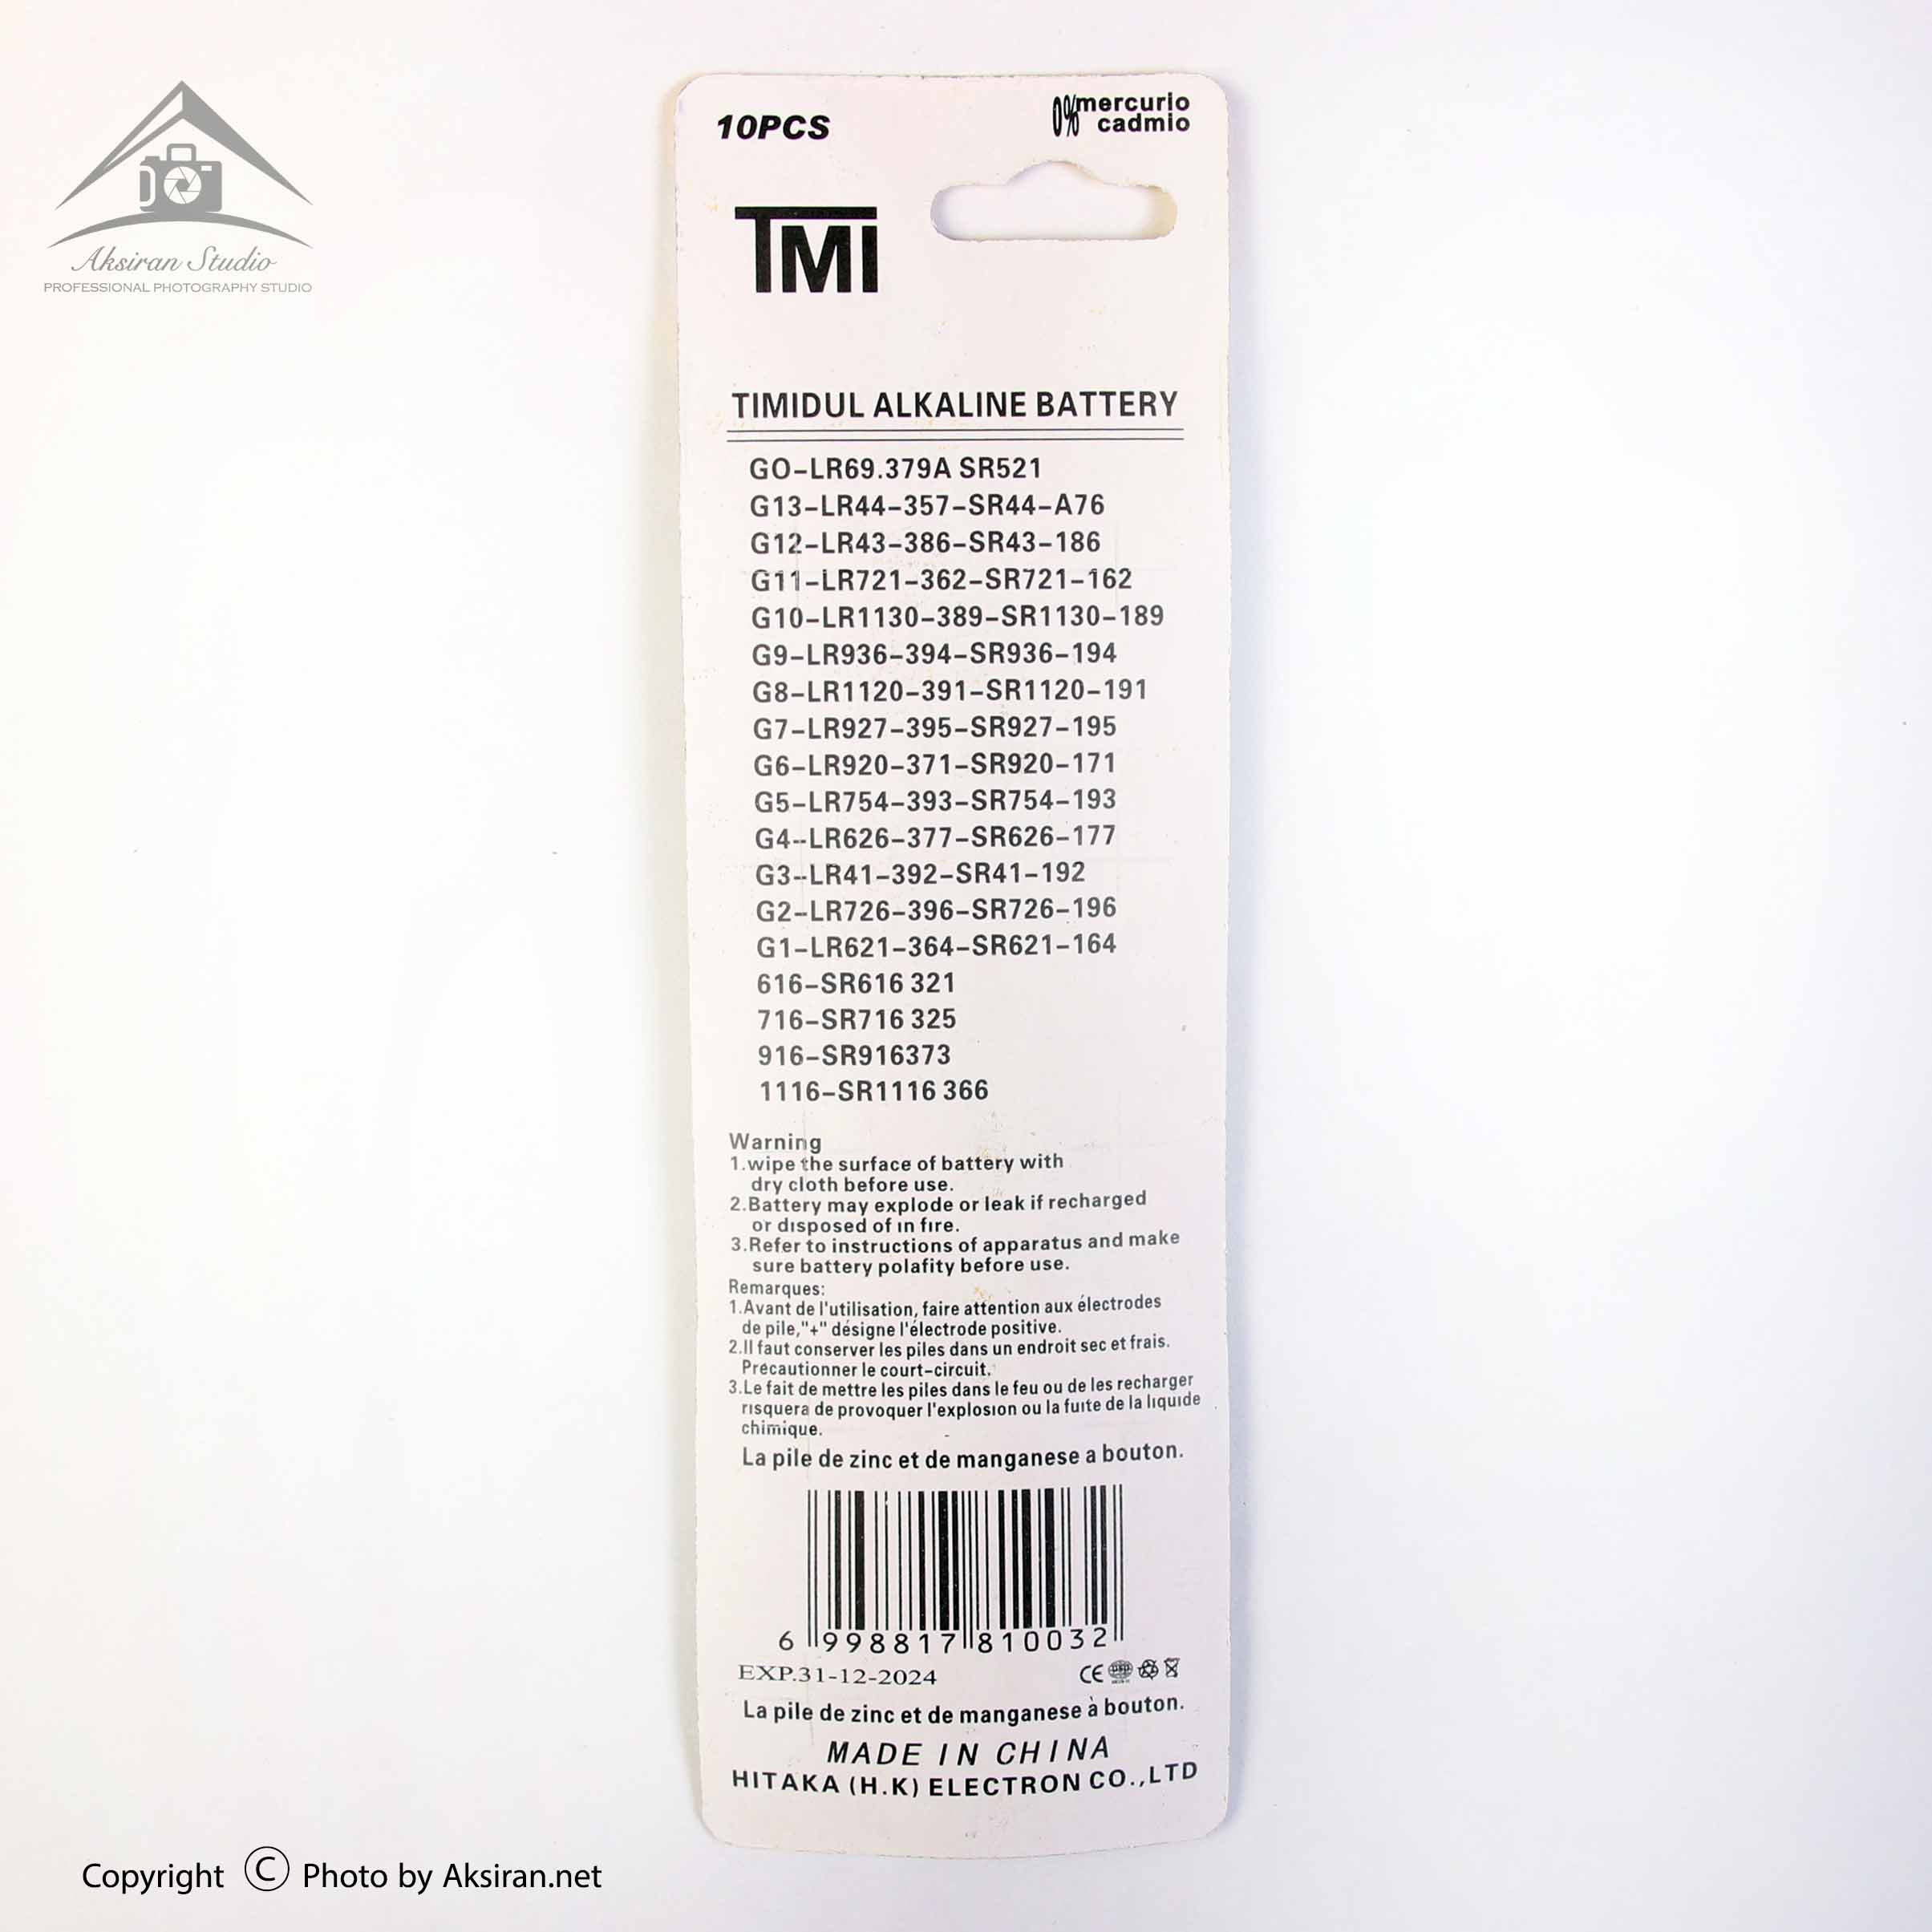 Aksiran Studio
PROFESSIONAL PHOTOGRAPHY STUDIO
10PCS
0% mercurio
cadmio
TMI
TIMIDUL ALKALINE BATTERY
GO-LR69.379A SR521
G13-LR44-357-SR44-A76
G12-LR43-386-SR43-186
G11-LR721-362-SR721-162
G10-LR1130-389-SR1130-189
G9-LR936-394-SR936-194
G8-LR1120-391-SR1120-191
G7-LR927-395-SR927-195
G6-LR920-371-SR920-171
G5-LR754-393-SR754-193
G4-LR626-377-SR626-177
G3-LR41-392-SR41-192
G2-LR726-396-SR726-196
G1-LR621-364-SR621-164
616-SR616 321
716-SR716 325
916-SR916373
1116-SR1116 366
Warning
1.wipe the surface of battery with
dry cloth before use.
2.Battery may explode or leak if recharged
or disposed of in fire.
3.Refer to instructions of apparatus and make
sure battery polafity before use.
Remarques:
1.Avant de l'utilisation, faire attention aux électrodes
de pile,"+" désigne l'électrode positive.
2.Il faut conserver les piles dans un endroit sec et frais.
Précautionner le court-circuit.
3.Le fait de mettre les piles dans le feu ou de les recharger
risquera de provoquer l'explosion ou la fuite de la liquide
chimique.
La pile de zinc et de manganese a bouton.
6 998817 810032
EXP.31-12-2024
CE
La pile de zinc et de manganese à bouton.
MADE IN CHINA
HITAKA (H.K) ELECTRON CO.,LTD
Copyright © Photo by Aksiran.net